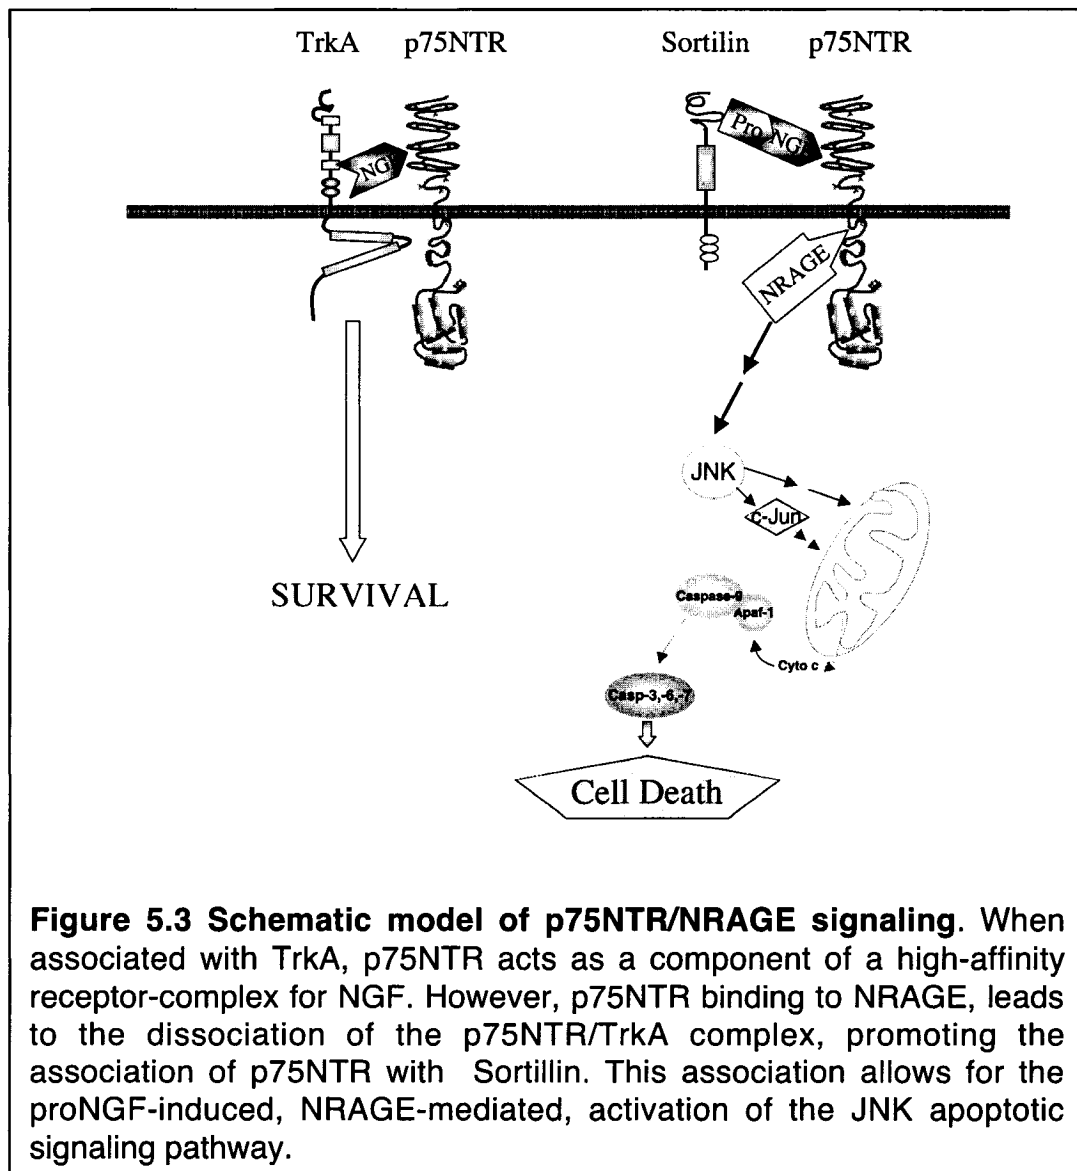 TrkA p75NTR Sortilin p75NTR
NGF
Pro NGF
NRAGE
JNK
c-Jun
SURVIVAL
Caspase-9
Apaf-1
Cyto c
Casp-3,-6,-7
Cell Death
Figure 5.3 Schematic model of p75NTR/NRAGE signaling. When
associated with TrkA, p75NTR acts as a component of a high-affinity
receptor-complex for NGF. However, p75NTR binding to NRAGE, leads
to the dissociation of the p75NTR/TrkA complex, promoting the
association of p75NTR with Sortillin. This association allows for the
proNGF-induced, NRAGE-mediated, activation of the JNK apoptotic
signaling pathway.